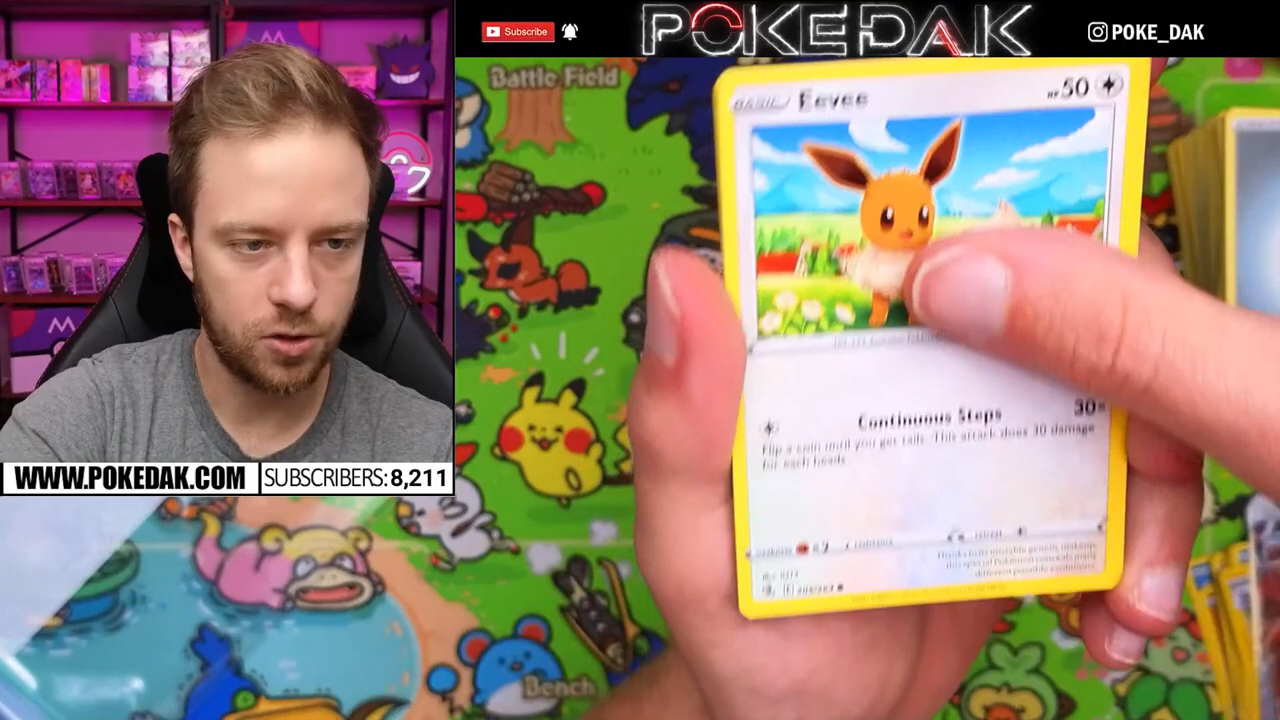 Subscribe
POKEDAK
POKE_DAK
Battle Field
BASIC Eevee HP 50
Continuous Steps 30
Flip a coin until you get tails. This attack does 30 damage
for each heads.
WWW.POKEDAK.COM SUBSCRIBERS: 8,211
Bench